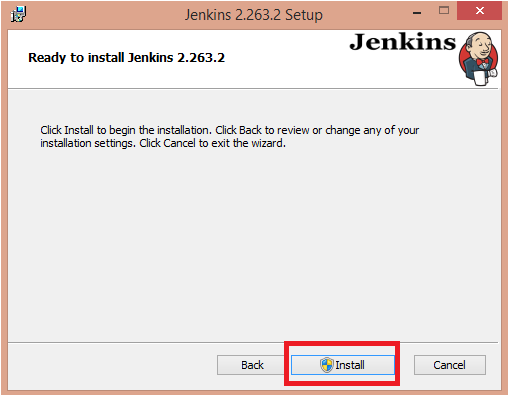 Jenkins 2.263.2 Setup
Ready to install Jenkins 2.263.2
Jenkins
Click Install to begin the installation. Click Back to review or change any of your
installation settings. Click Cancel to exit the wizard.
Back
Install
Cancel